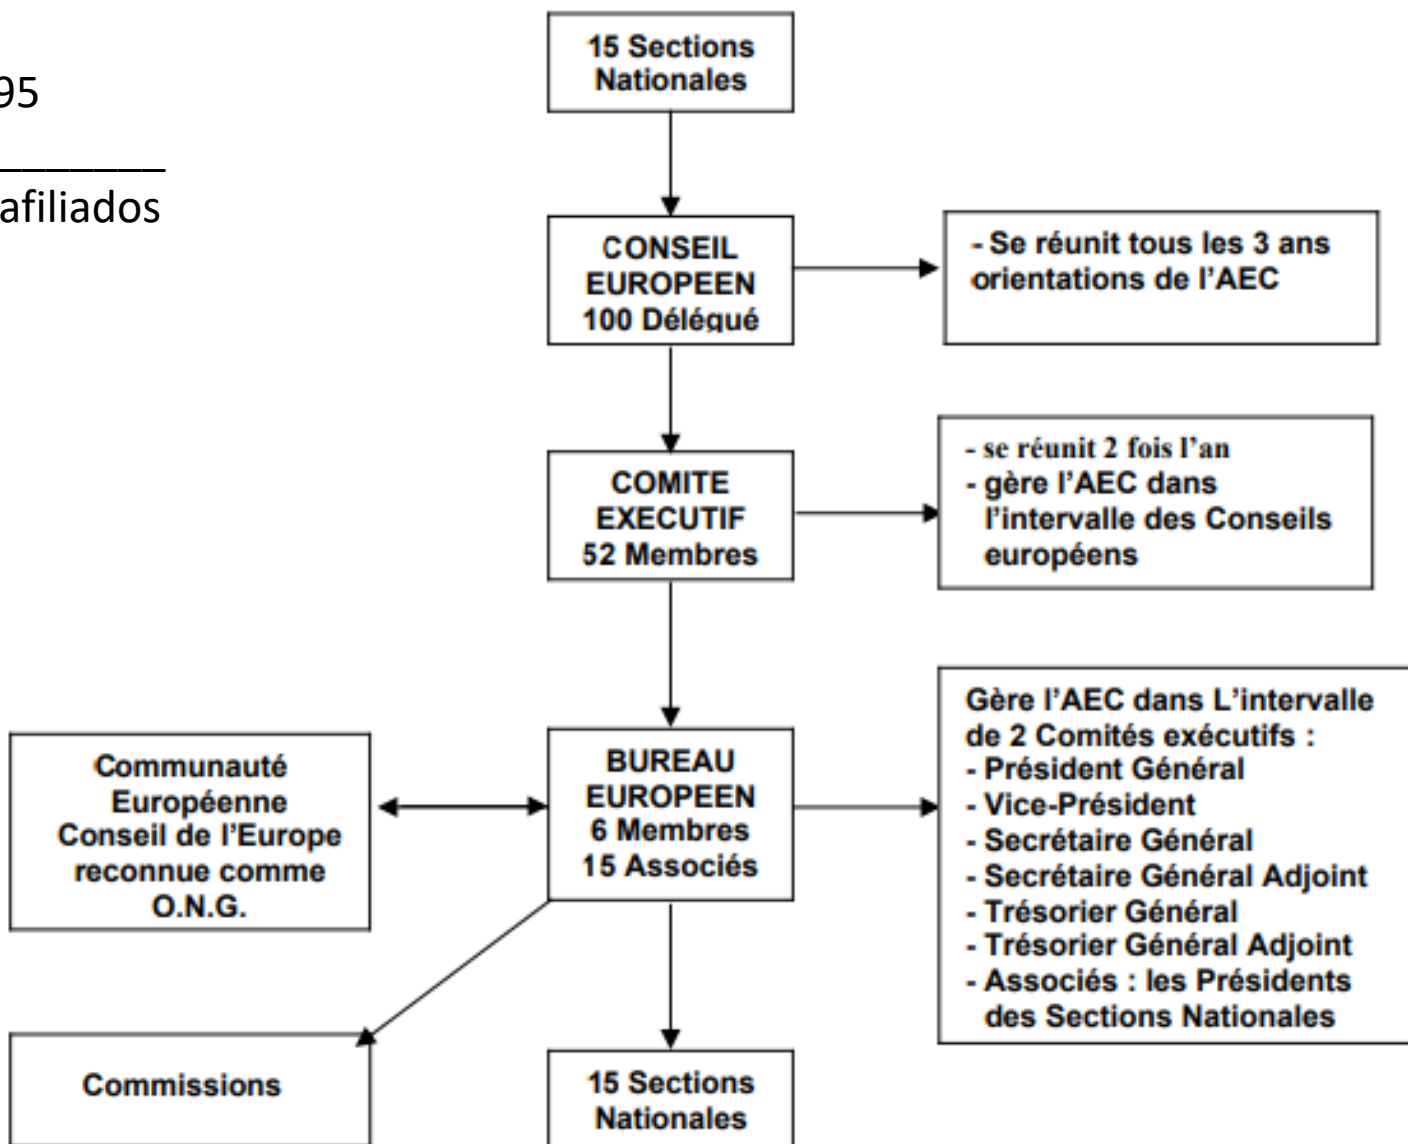 15 Sections
Nationales
95
________
afiliados
CONSEIL
EUROPEEN
100 Délégué
- Se réunit tous les 3 ans
orientations de l’AEC
COMITE
EXECUTIF
52 Membres
- se réunit 2 fois l’an
- gère l’AEC dans
l’intervalle des Conseils
européens
Communauté
Européenne
Conseil de l’Europe
reconnue comme
O.N.G.
BUREAU
EUROPEEN
6 Membres
15 Associés
Gère l’AEC dans L’intervalle
de 2 Comités exécutifs :
- Président Général
- Vice-Président
- Secrétaire Général
- Secrétaire Général Adjoint
- Trésorier Général
- Trésorier Général Adjoint
- Associés : les Présidents
des Sections Nationales
Commissions
15 Sections
Nationales